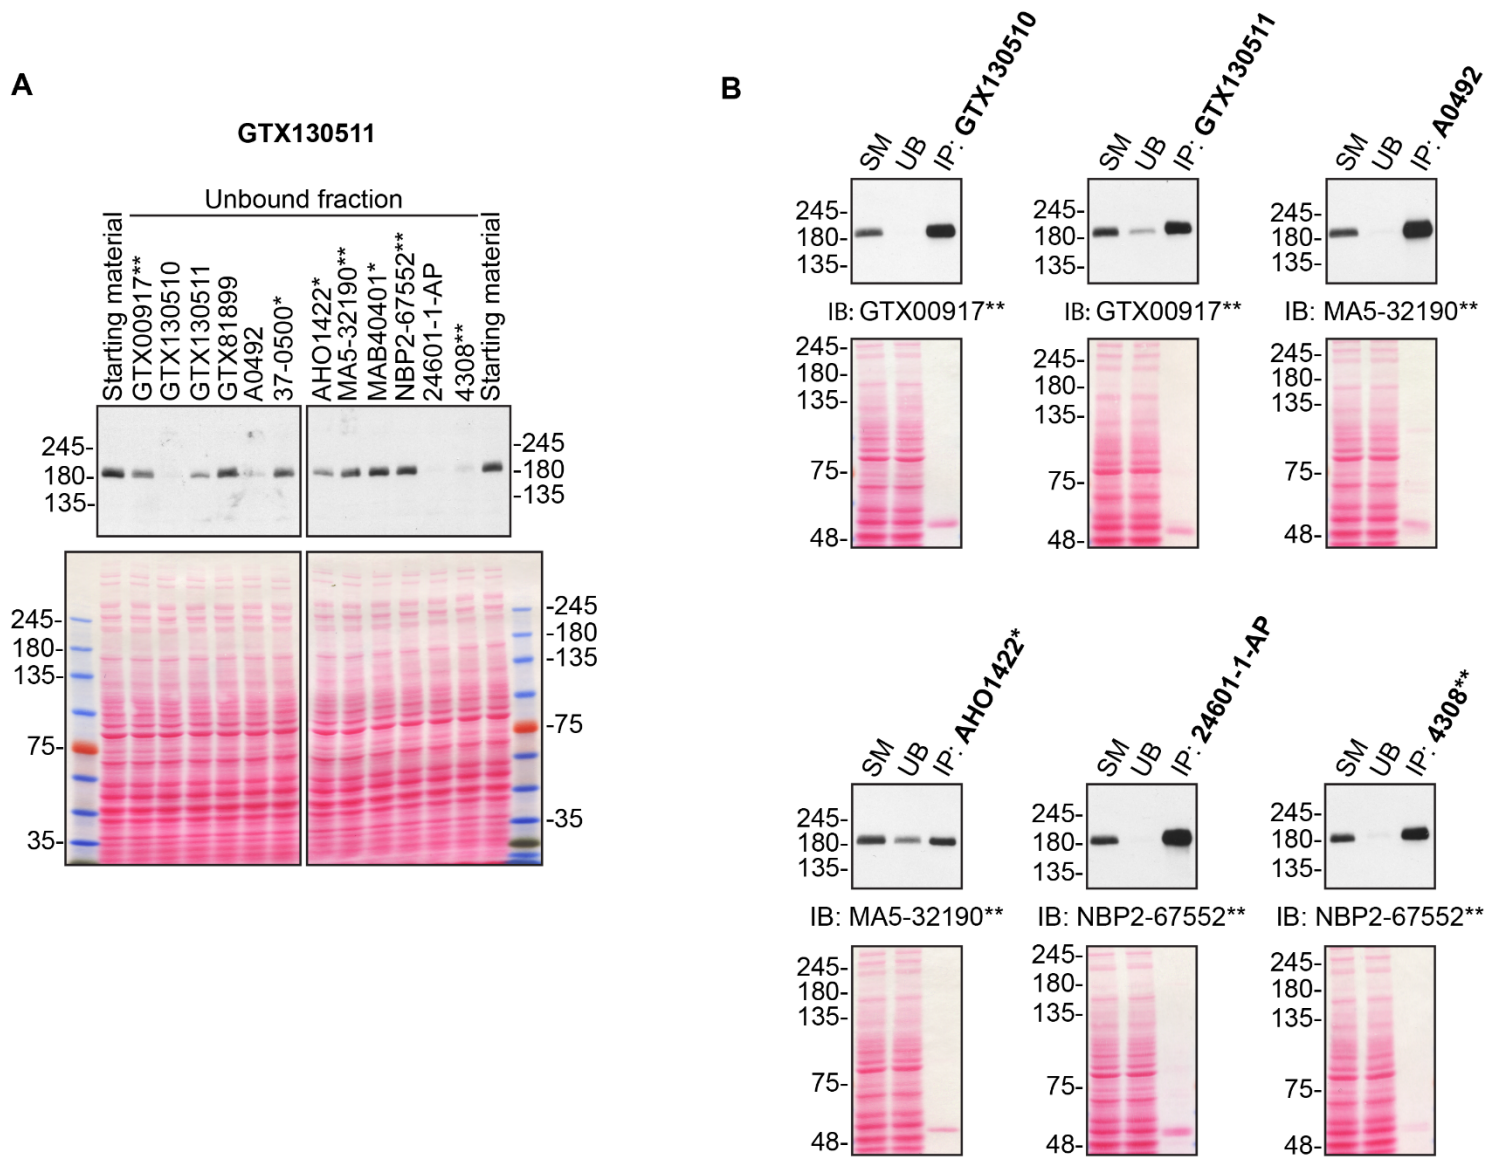 A
GTX130511
Unbound fraction
Starting material
GTX00917**
GTX130510
GTX130511
GTX81899
A0492
37-0500*
AHO1422*
MA5-32190**
MAB40401*
NBP2-67552**
24601-1-AP
4308**
Starting material
245-
180-
135-
-245
-180
-135
245-
180-
135-
75-
35-
-245
-180
-135
-75
-35
B
SM
UB
IP: GTX130510
245-
180-
135-
IB: GTX00917**
245-
180-
135-
75-
48-
SM
UB
IP: GTX130511
245-
180-
135-
IB: GTX00917**
245-
180-
135-
75-
48-
SM
UB
IP: A0492
245-
180-
135-
IB: MA5-32190**
245-
180-
135-
75-
48-
SM
UB
IP: AHO1422*
245-
180-
135-
IB: MA5-32190**
245-
180-
135-
75-
48-
SM
UB
IP: 24601-1-AP
245-
180-
135-
IB: NBP2-67552**
245-
180-
135-
75-
48-
SM
UB
IP: 4308**
245-
180-
135-
IB: NBP2-67552**
245-
180-
135-
75-
48-